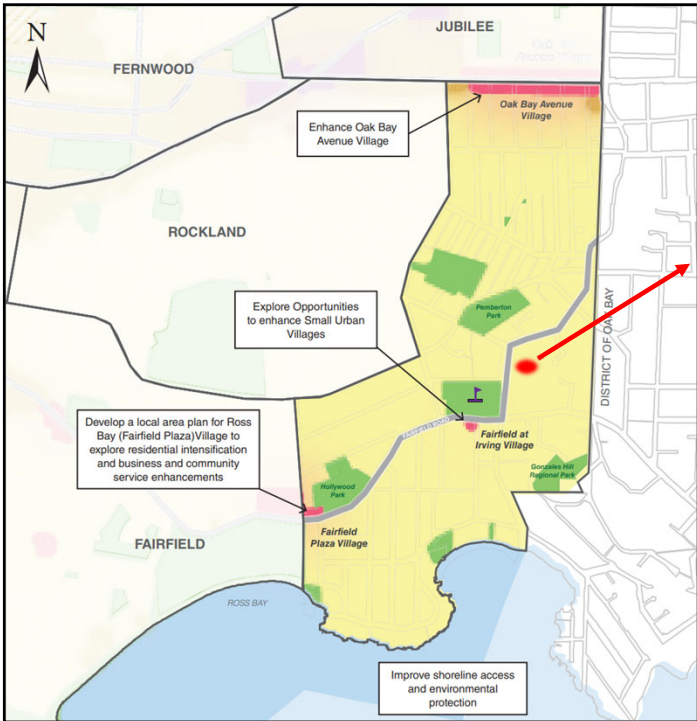 JUBILEE
N
FERNWOOD
Oak Bay Avenue
Village
Enhance Oak Bay
Avenue Village
ROCKLAND
DISTRICT OF OAK BAY
Explore Opportunities
to enhance Small Urban
Villages
Pemberton
Park
Develop a local area plan for Ross
Bay (Fairfield Plaza)Village to
explore residential intensification
and business and community
service enhancements
FAIRFIELD ROAD
Fairfield at
Irving Village
Gonzales Hill
Regional Park
Hollywood
Park
Fairfield
Plaza Village
FAIRFIELD
ROSS BAY
Improve shoreline access
and environmental
protection